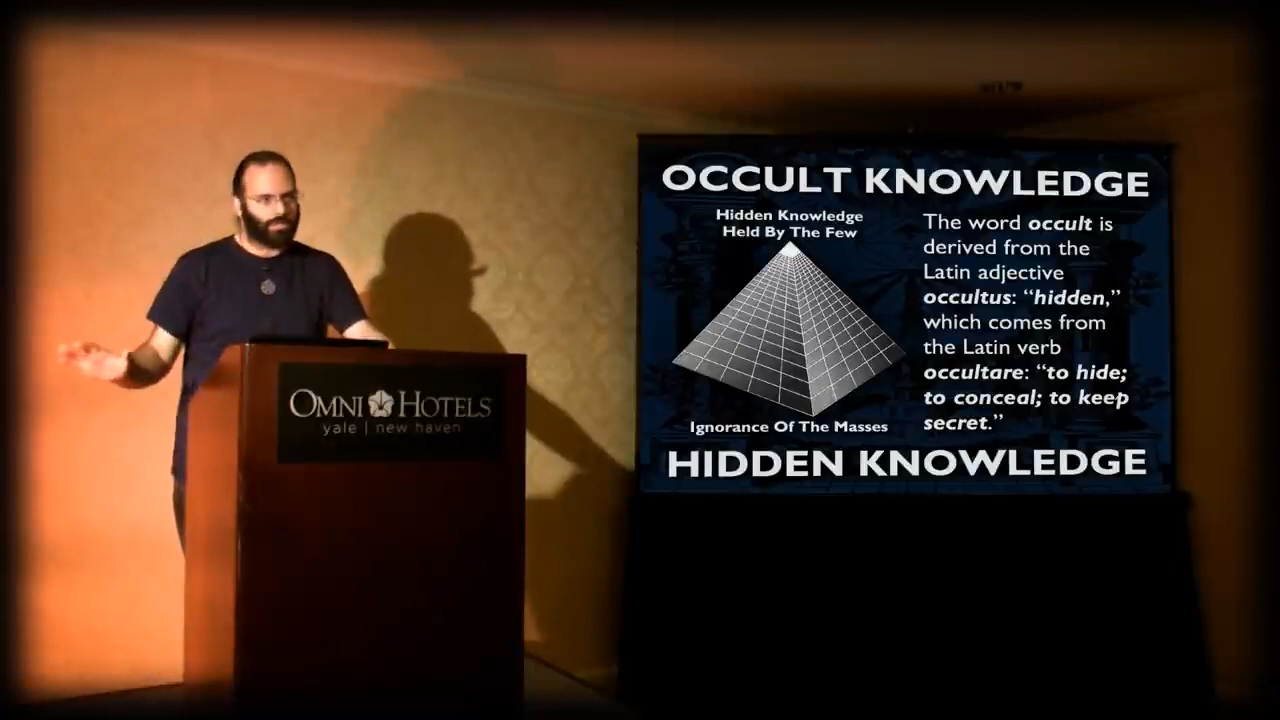 OMNI HOTELS
yale | new haven
OCCULT KNOWLEDGE
Hidden Knowledge
Held By The Few
Ignorance Of The Masses
The word occult is
derived from the
Latin adjective
occultus: “hidden,”
which comes from
the Latin verb
occultare: “to hide;
to conceal; to keep
secret.”
HIDDEN KNOWLEDGE